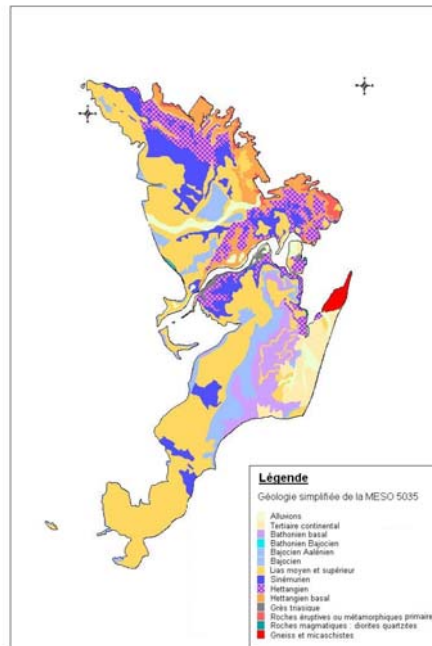 Légende
Géologie simplifiée de la MESO 5035
Alluvions
Tertiaire continental
Bathonien basal
Bathonien Bajocien
Bajocien Aalénien
Bajocien
Lias moyen et supérieur
Sinémurien
Hettangien
Hettangien basal
Grès triasique
Roches éruptives ou métamorphiques primaire
Roches magmatiques : diorites quartzites
Gneiss et micaschistes